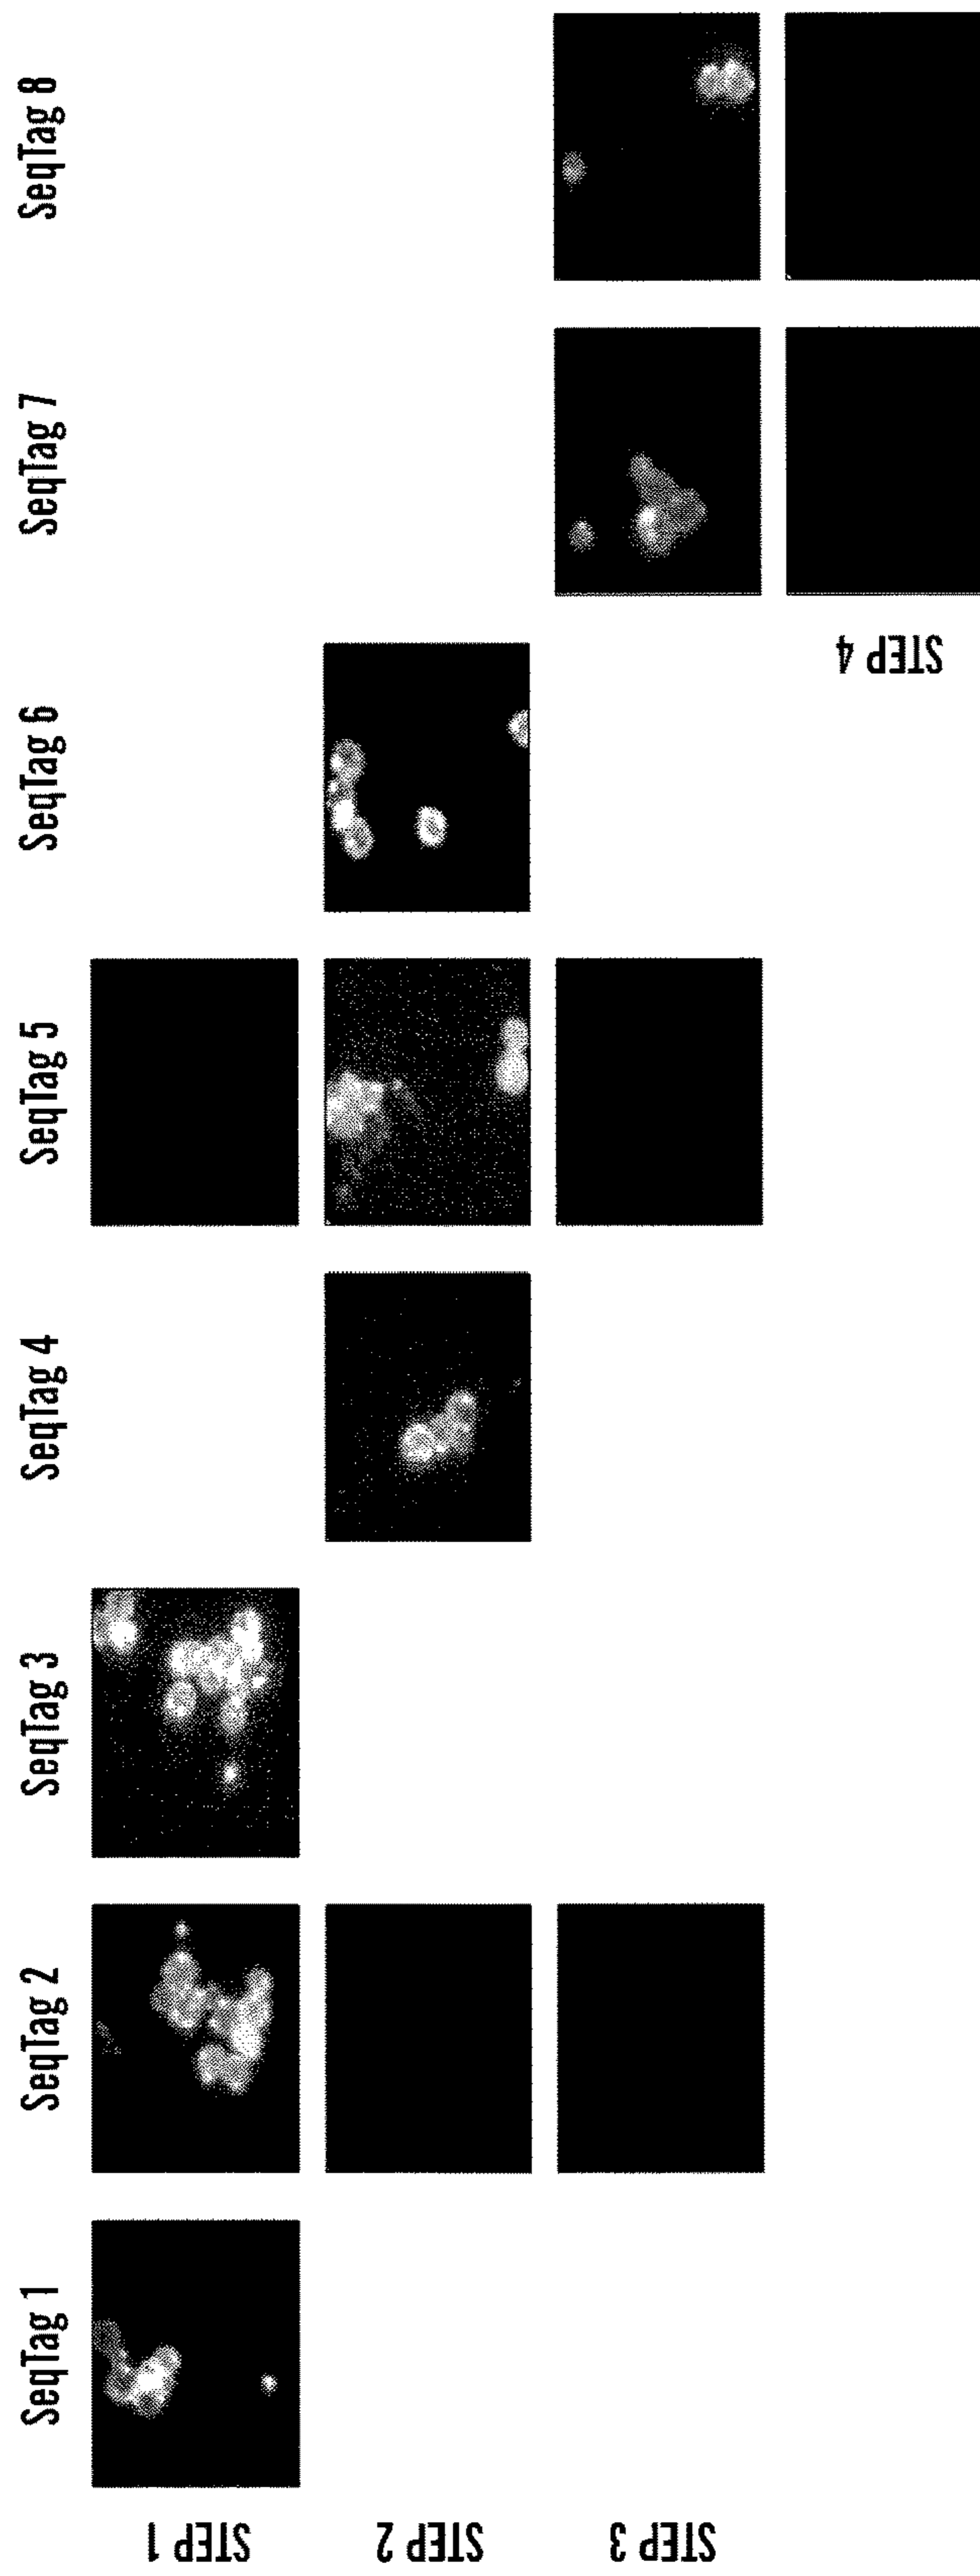 SeqTag 1
SeqTag 2
SeqTag 3
SeqTag 4
SeqTag 5
SeqTag 6
SeqTag 7
SeqTag 8
STEP 1
STEP 2
STEP 3
STEP 4